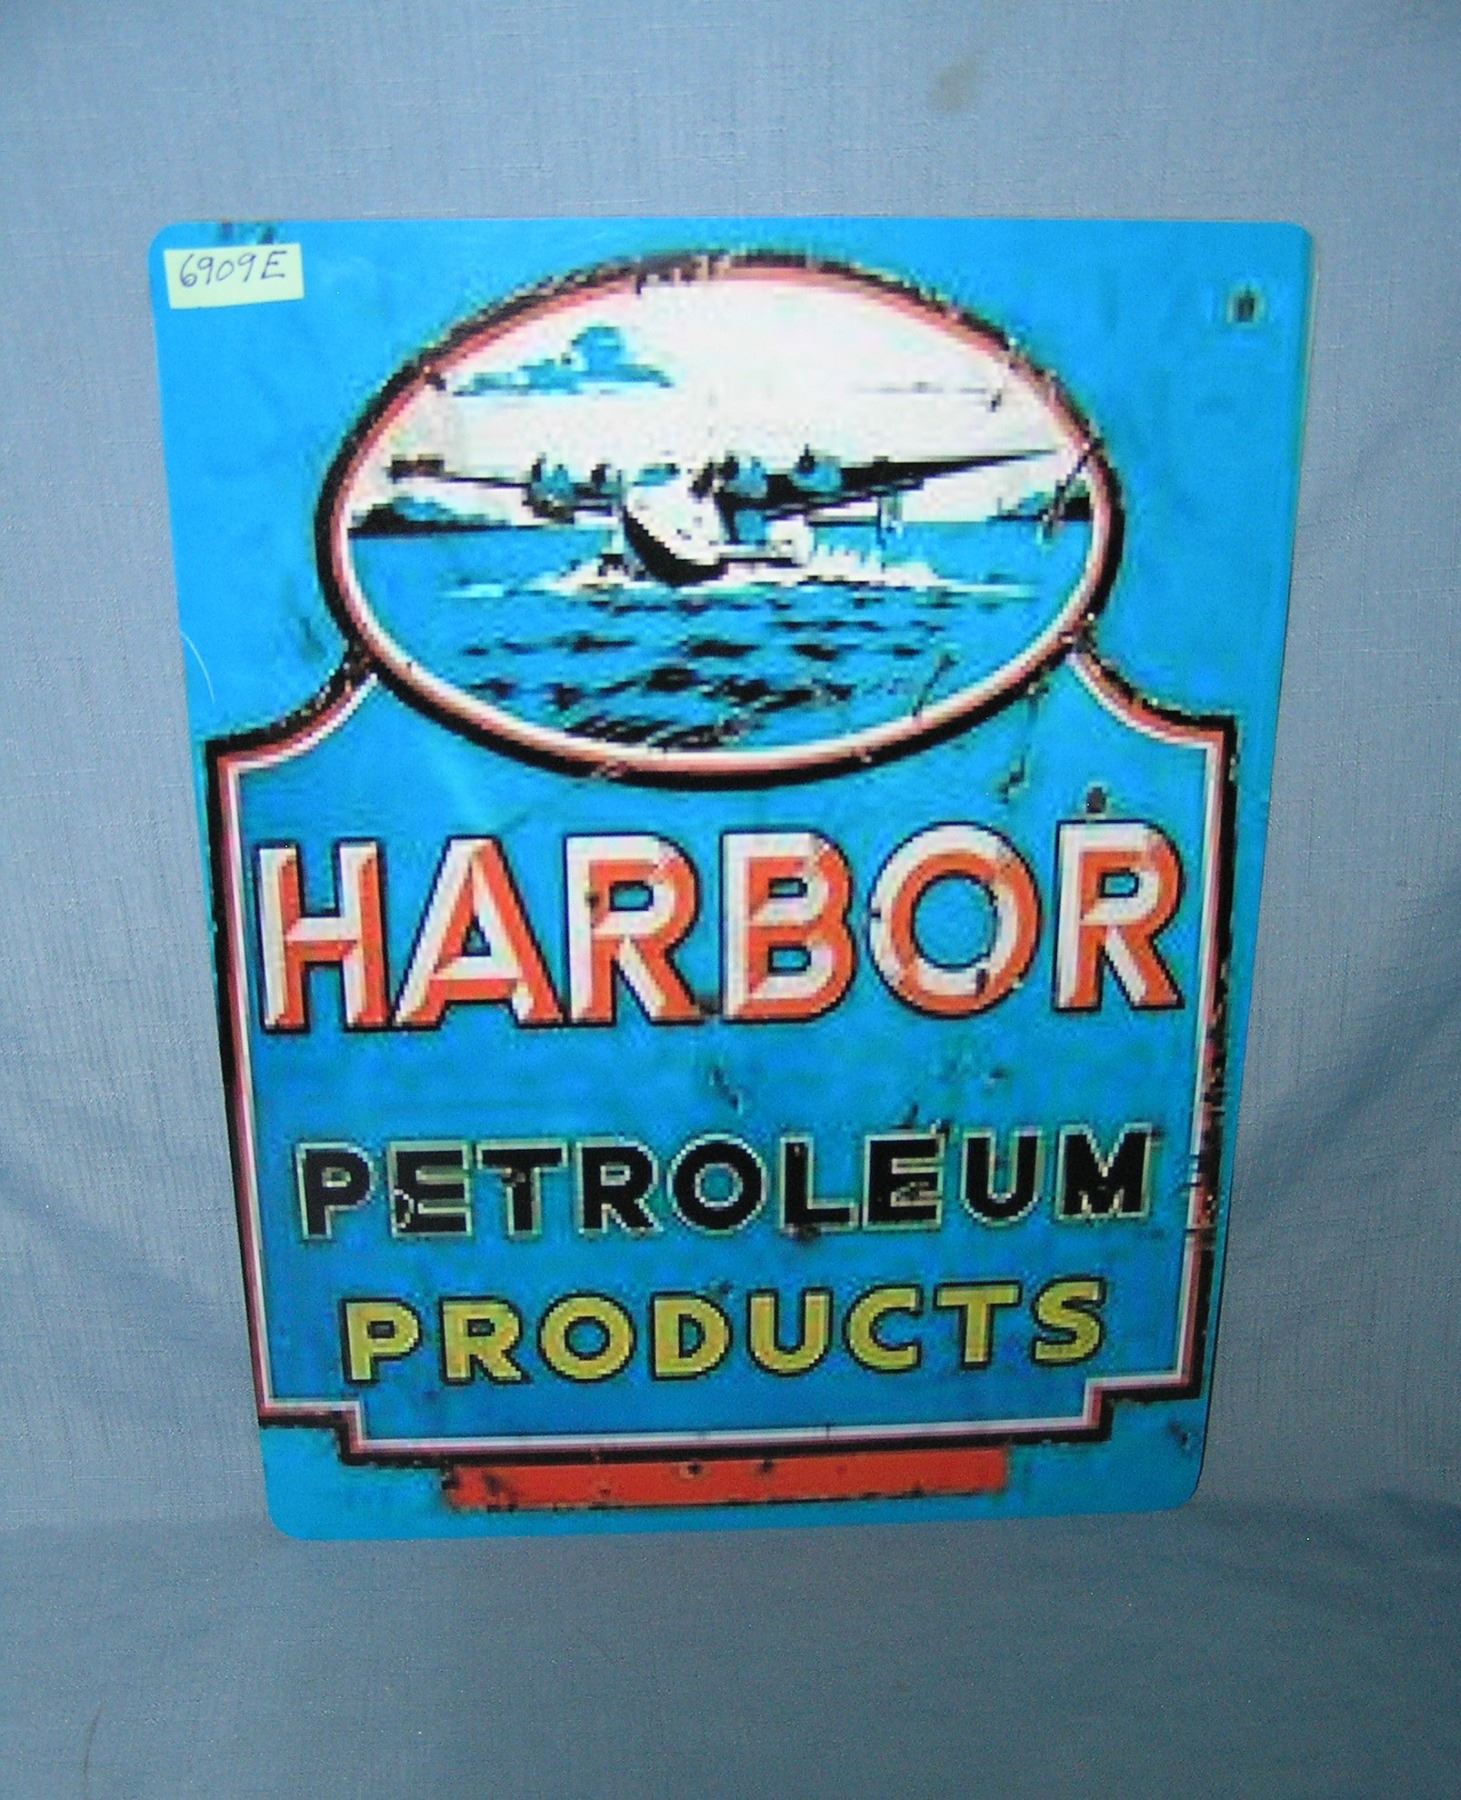 6909E
HARBOR
PETROLEUM
PRODUCTS